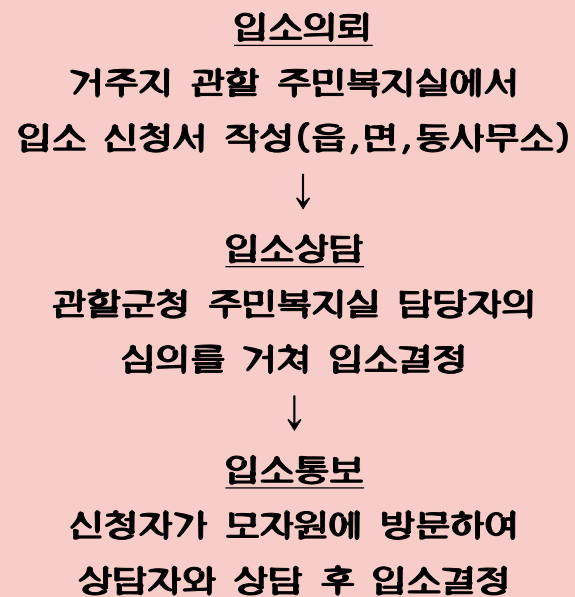 입소의뢰
거주지 관할 주민복지실에서
입소 신청서 작성(읍,면,동사무소)
↓
입소상담
관할군청 주민복지실 담당자의
심의를 거쳐 입소결정
↓
입소통보
신청자가 모자원에 방문하여
상담자와 상담 후 입소결정